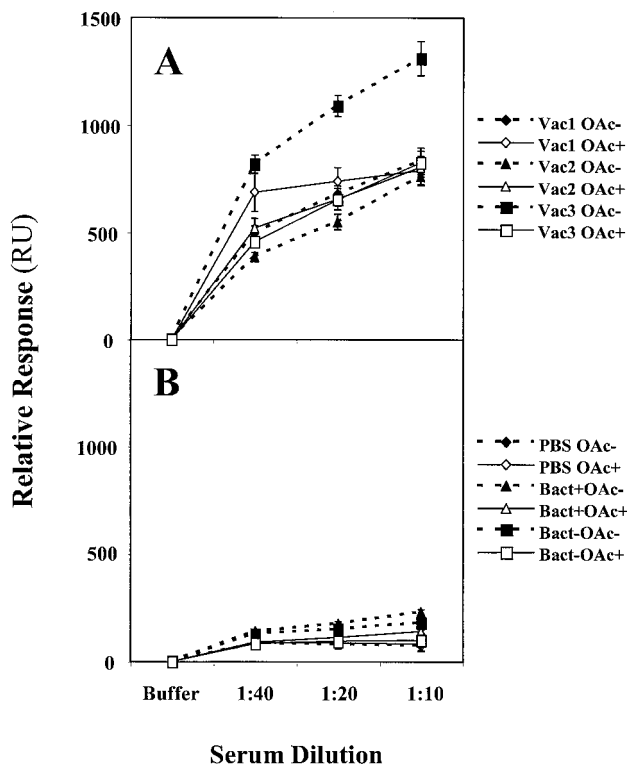 1500
A
1000
500
0
Vac1 OAc-
Vac1 OAc+
Vac2 OAc-
Vac2 OAc+
Vac3 OAc-
Vac3 OAc+
Relative Response (RU)
B
1000
500
0
PBS OAc-
PBS OAc+
Bact+OAc-
Bact+OAc+
Bact-OAc-
Bact-OAc+
Buffer 1:40 1:20 1:10
Serum Dilution